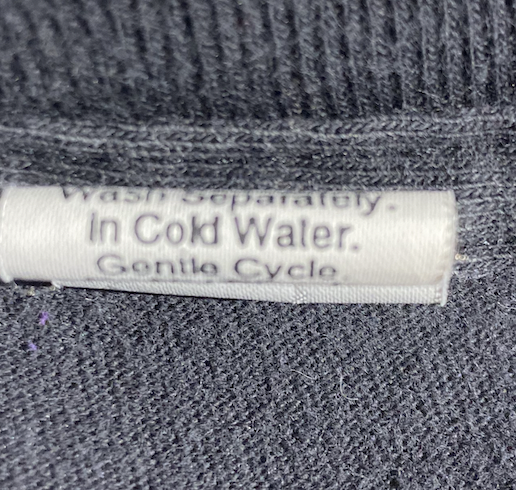 Wash Separately.
In Cold Water.
Gentle Cycle